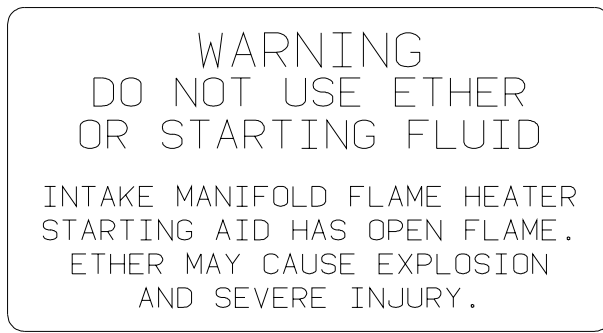 WARNING
DO NOT USE ETHER
OR STARTING FLUID
INTAKE MANIFOLD FLAME HEATER
STARTING AID HAS OPEN FLAME.
ETHER MAY CAUSE EXPLOSION
AND SEVERE INJURY.